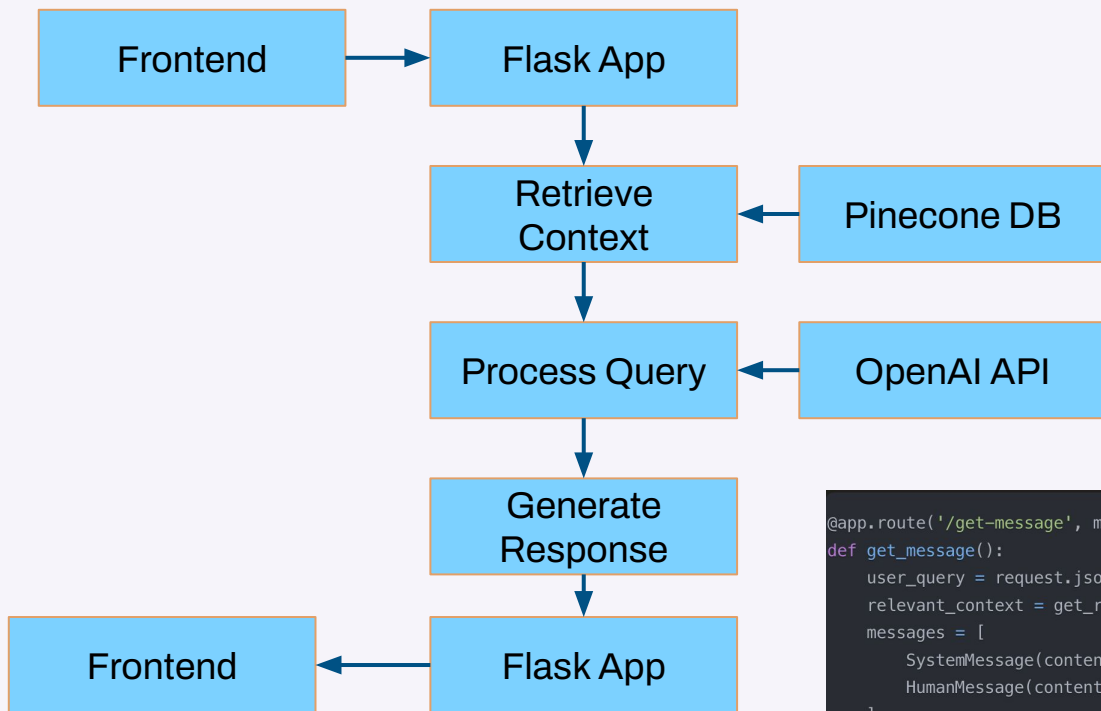 Frontend
Flask App
Retrieve
Context
Pinecone DB
Process Query
OpenAI API
Generate
Response
Frontend
Flask App
@app.route('/get-message', m
def get_message():
user_query = request.jso
relevant_context = get_r
messages = [
SystemMessage(conten
HumanMessage(content